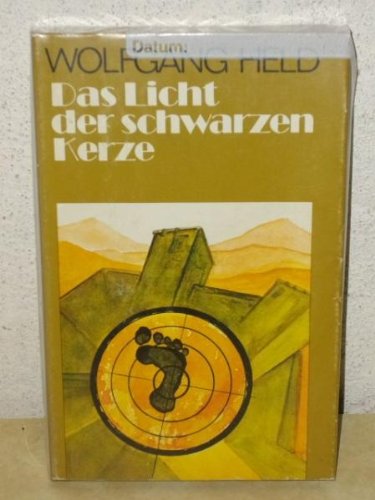 Datum:
WOLFGANG HELD
Das Licht
der schwarzen
Kerze